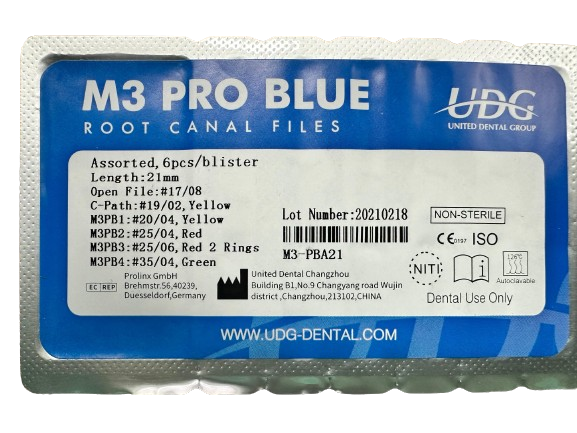 M3 PRO BLUE
ROOT CANAL FILES
UDG
UNITED DENTAL GROUP
Assorted,6pcs/blister
Length:21mm
Open File:#17/08
C-Path:#19/02,Yellow
M3PB1:#20/04,Yellow
M3PB2:#25/04,Red
M3PB3:#25/06,Red 2 Rings
M3PB4:#35/04,Green
Lot Number:20210218
M3-PBA21
NON-STERILE
CE 0197 ISO
NITI
126℃
Autoclavable
EC REP
Prolinx GmbH
Brehmstr.56,40239,
Duesseldorf,Germany
United Dental Changzhou
Building B1,No.9 Changyang road Wujin
district ,Changzhou,213102,CHINA
Dental Use Only
WWW.UDG-DENTAL.COM